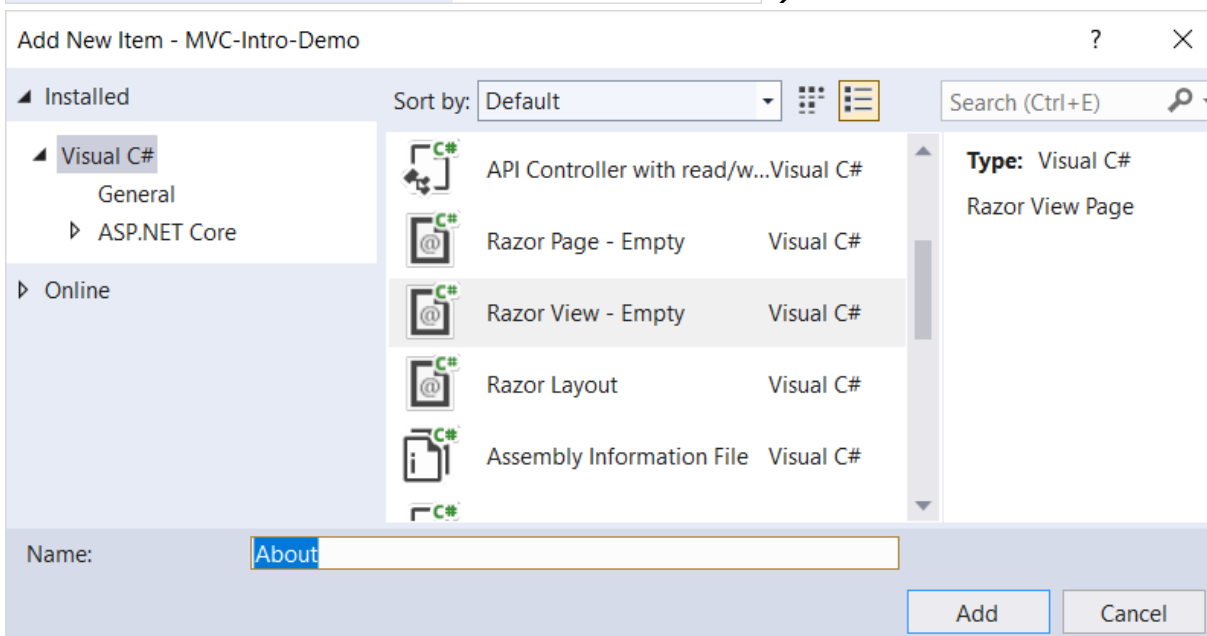 Add New Item - MVC-Intro-Demo ?
Installed
Visual C#
General
ASP.NET Core
Online
Sort by: Default
Search (Ctrl+E)
API Controller with read/w...Visual C#
Razor Page - Empty Visual C#
Razor View - Empty Visual C#
Razor Layout Visual C#
Assembly Information File Visual C#
Type: Visual C#
Razor View Page
Name: About
Add Cancel